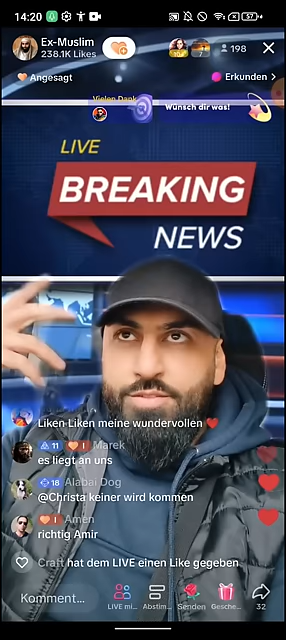 14:20
57
Ex-Muslim
238.1K Likes
198
Angesagt
Erkunden
Vielen Dank
Wünsch dir was!
LIVE
BREAKING
NEWS
Liken Liken meine wundervollen
11 I Marek
es liegt an uns
18 Alabai Dog
@Christa keiner wird kommen
I Amen
richtig Amir
Craft hat dem LIVE einen Like gegeben
Komment...
LIVE mi...
Abstim...
Senden
Gesche...
32